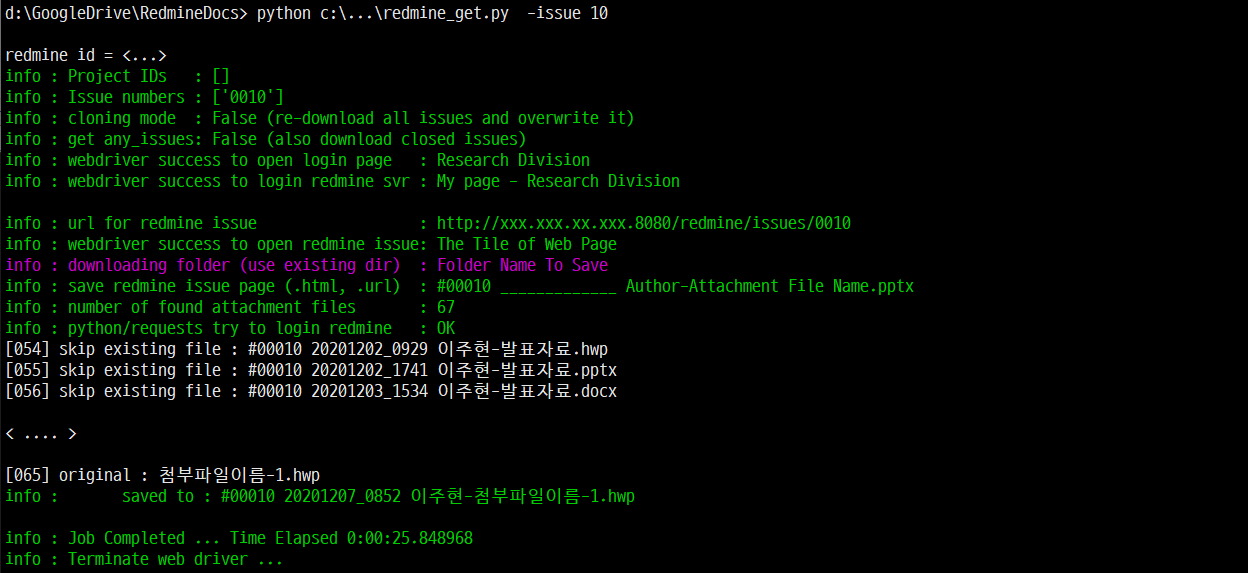 d:\GoogleDrive\RedmineDocs> python c:\...\redmine_get.py  -issue 10
redmine id = <...>
info : Project IDs   : []
info : Issue numbers : ['0010']
info : cloning mode  : False (re-download all issues and overwrite it)
info : get any_issues: False (also download closed issues)
info : webdriver success to open login page   : Research Division
info : webdriver success to login redmine svr : My page - Research Division
info : url for redmine issue                  : http://xxx.xxx.xx.xxx.8080/redmine/issues/0010
info : webdriver success to open redmine issue: The Tile of Web Page
info : downloading folder (use existing dir)  : Folder Name To Save
info : save redmine issue page (.html, .url)  : #00010 _____________ Author-Attachment File Name.pptx
info : number of found attachment files       : 67
info : python/requests try to login redmine   : OK
[054] skip existing file : #00010 20201202_0929 이주현-발표자료.hwp
[055] skip existing file : #00010 20201202_1741 이주현-발표자료.pptx
[056] skip existing file : #00010 20201203_1534 이주현-발표자료.docx
< .... >
[065] original : 첨부파일이름-1.hwp
info :       saved to : #00010 20201207_0852 이주현-첨부파일이름-1.hwp
info : Job Completed ... Time Elapsed 0:00:25.848968
info : Terminate web driver ...